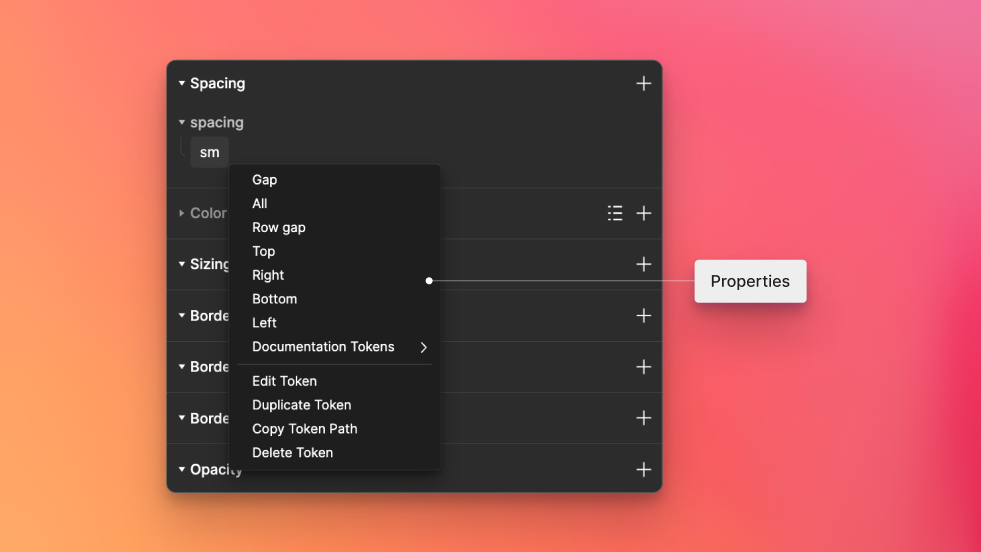 Spacing
spacing
sm
Gap
All
Color
Row gap
Top
Sizing
Right
Properties
Bottom
Borde
Left
Documentation Tokens
Borde
Edit Token
Duplicate Token
Borde
Copy Token Path
Delete Token
Opacity